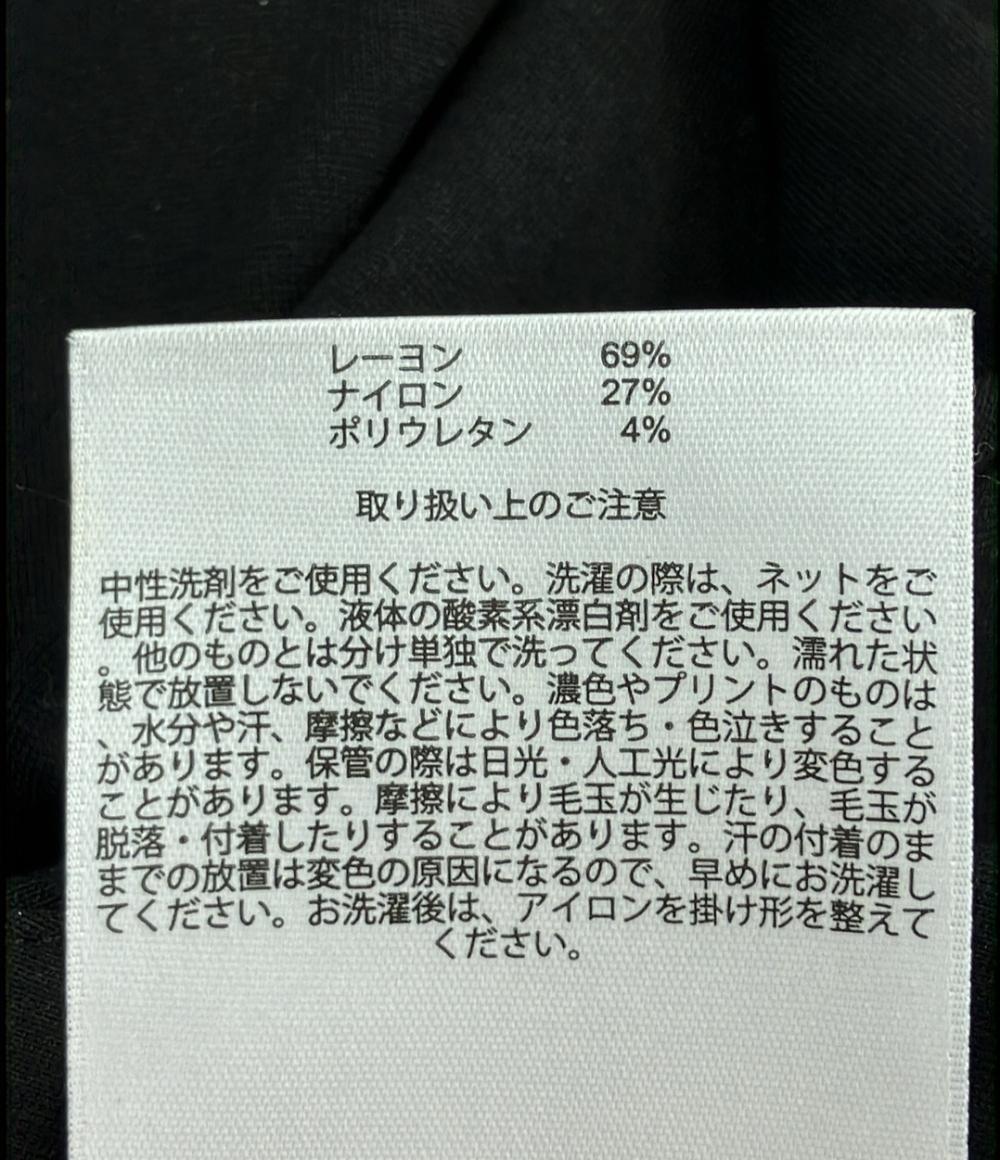 レーヨン 69%
ナイロン 27%
ポリウレタン 4%
取り扱い上のご注意
中性洗剤をご使用ください。洗濯の際は、ネットをご
使用ください。液体の酸素系漂白剤をご使用ください
。他のものとは分け単独で洗ってください。濡れた状
態で放置しないでください。濃色やプリントのものは
、水分や汗、摩擦などにより色落ち・色泣きすること
があります。保管の際は日光・人工光により変色する
ことがあります。摩擦により毛玉が生じたり、毛玉が
脱落・付着したりすることがあります。汗の付着のま
までの放置は変色の原因になるので、早めにお洗濯し
てください。お洗濯後は、アイロンを掛け形を整えて
ください。